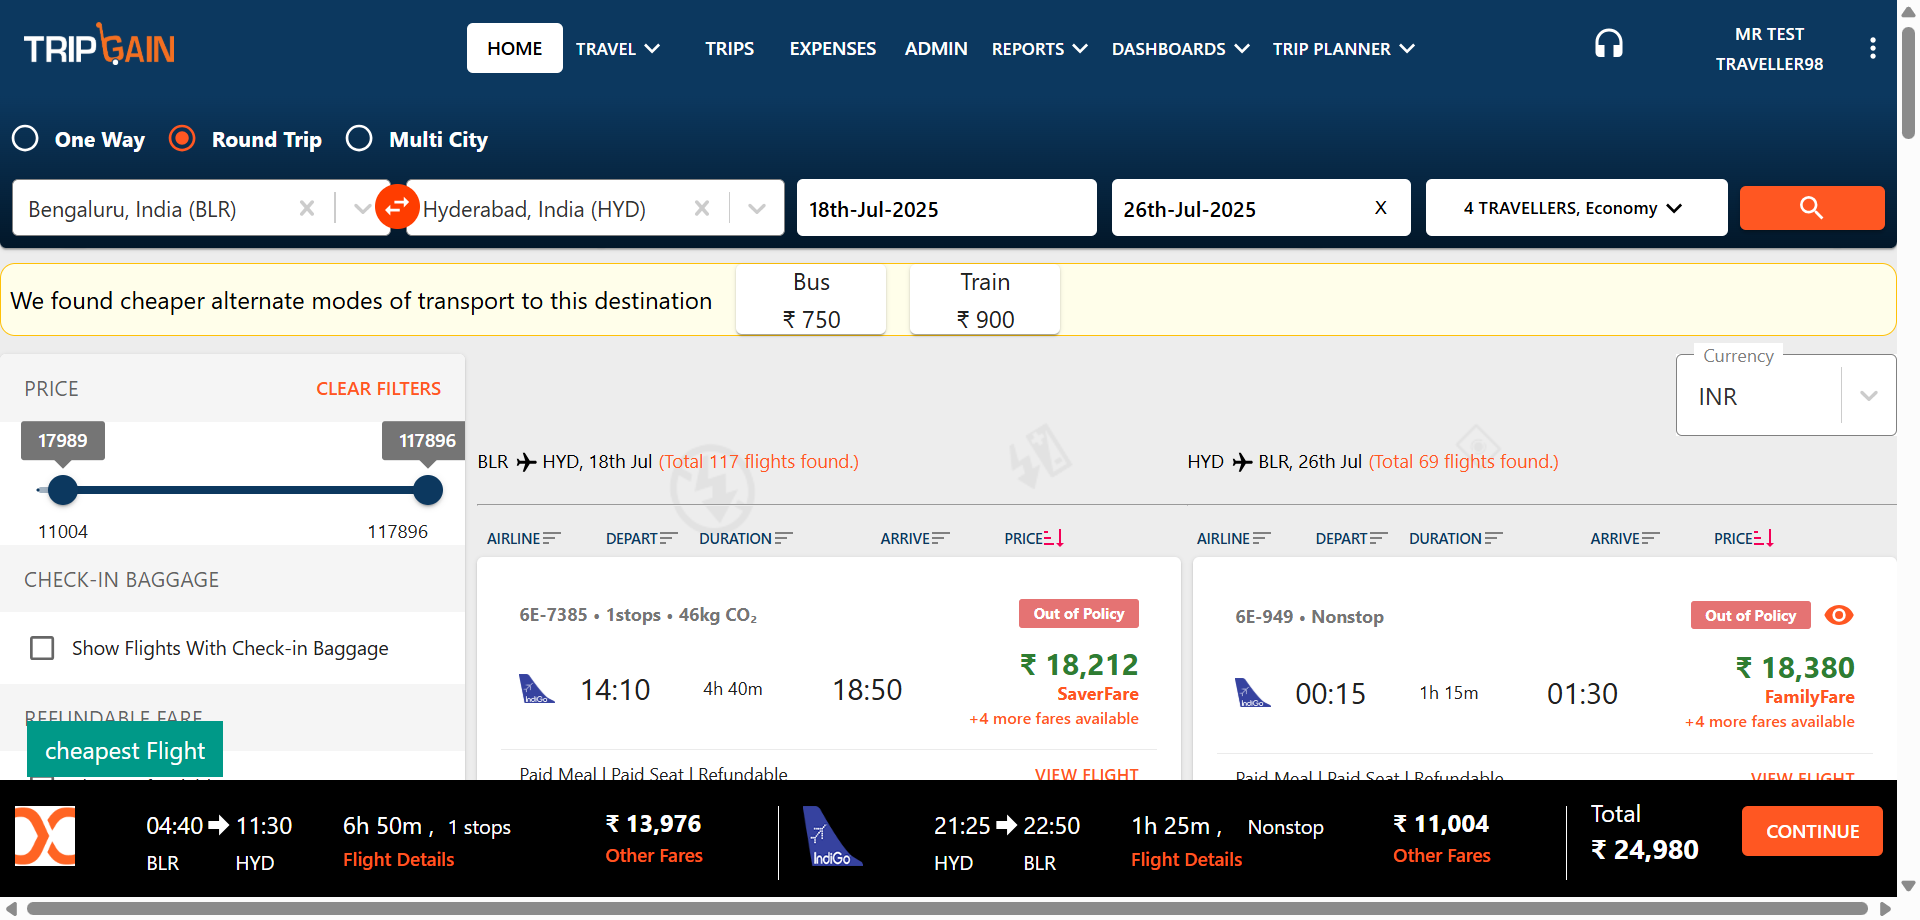 TRIPGAIN
HOME
TRAVEL
TRIPS
EXPENSES
ADMIN
REPORTS
DASHBOARDS
TRIP PLANNER
MR TEST
TRAVELLER98
One Way
Round Trip
Multi City
Bengaluru, India (BLR)
Hyderabad, India (HYD)
18th-Jul-2025
26th-Jul-2025
X
4 TRAVELLERS, Economy
We found cheaper alternate modes of transport to this destination
Bus
₹ 750
Train
₹ 900
Currency
INR
PRICE
CLEAR FILTERS
17989
117896
11004
117896
CHECK-IN BAGGAGE
Show Flights With Check-in Baggage
REFUNDABLE FARE
cheapest Flight
BLR HYD, 18th Jul (Total 117 flights found.)
AIRLINE
DEPART
DURATION
ARRIVE
PRICE
6E-7385 • 1stops • 46kg CO₂
Out of Policy
IndiGo
14:10
4h 40m
18:50
₹ 18,212
SaverFare
+4 more fares available
Paid Meal | Paid Seat | Refundable
VIEW FLIGHT
HYD BLR, 26th Jul (Total 69 flights found.)
AIRLINE
DEPART
DURATION
ARRIVE
PRICE
6E-949 • Nonstop
Out of Policy
IndiGo
00:15
1h 15m
01:30
₹ 18,380
FamilyFare
+4 more fares available
Paid Meal | Paid Seat | Refundable
VIEW FLIGHT
04:40 11:30
BLR HYD
6h 50m , 1 stops
Flight Details
₹ 13,976
Other Fares
IndiGo
21:25 22:50
HYD BLR
1h 25m , Nonstop
Flight Details
₹ 11,004
Other Fares
Total
₹ 24,980
CONTINUE